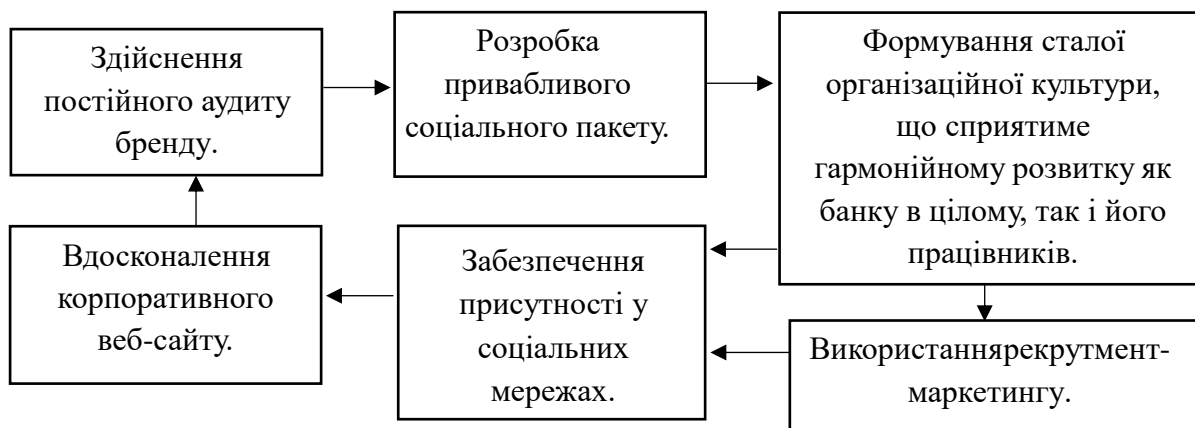 Здійснення
постійного аудиту
бренду.
Розробка
привабливого
соціального пакету.
Формування сталої
організаційної культури,
що сприятиме
гармонійному розвитку як
банку в цілому, так і його
працівників.
Вдосконалення
корпоративного
веб-сайту.
Забезпечення
присутності у
соціальних
мережах.
Використаннярекрутмент-
маркетингу.